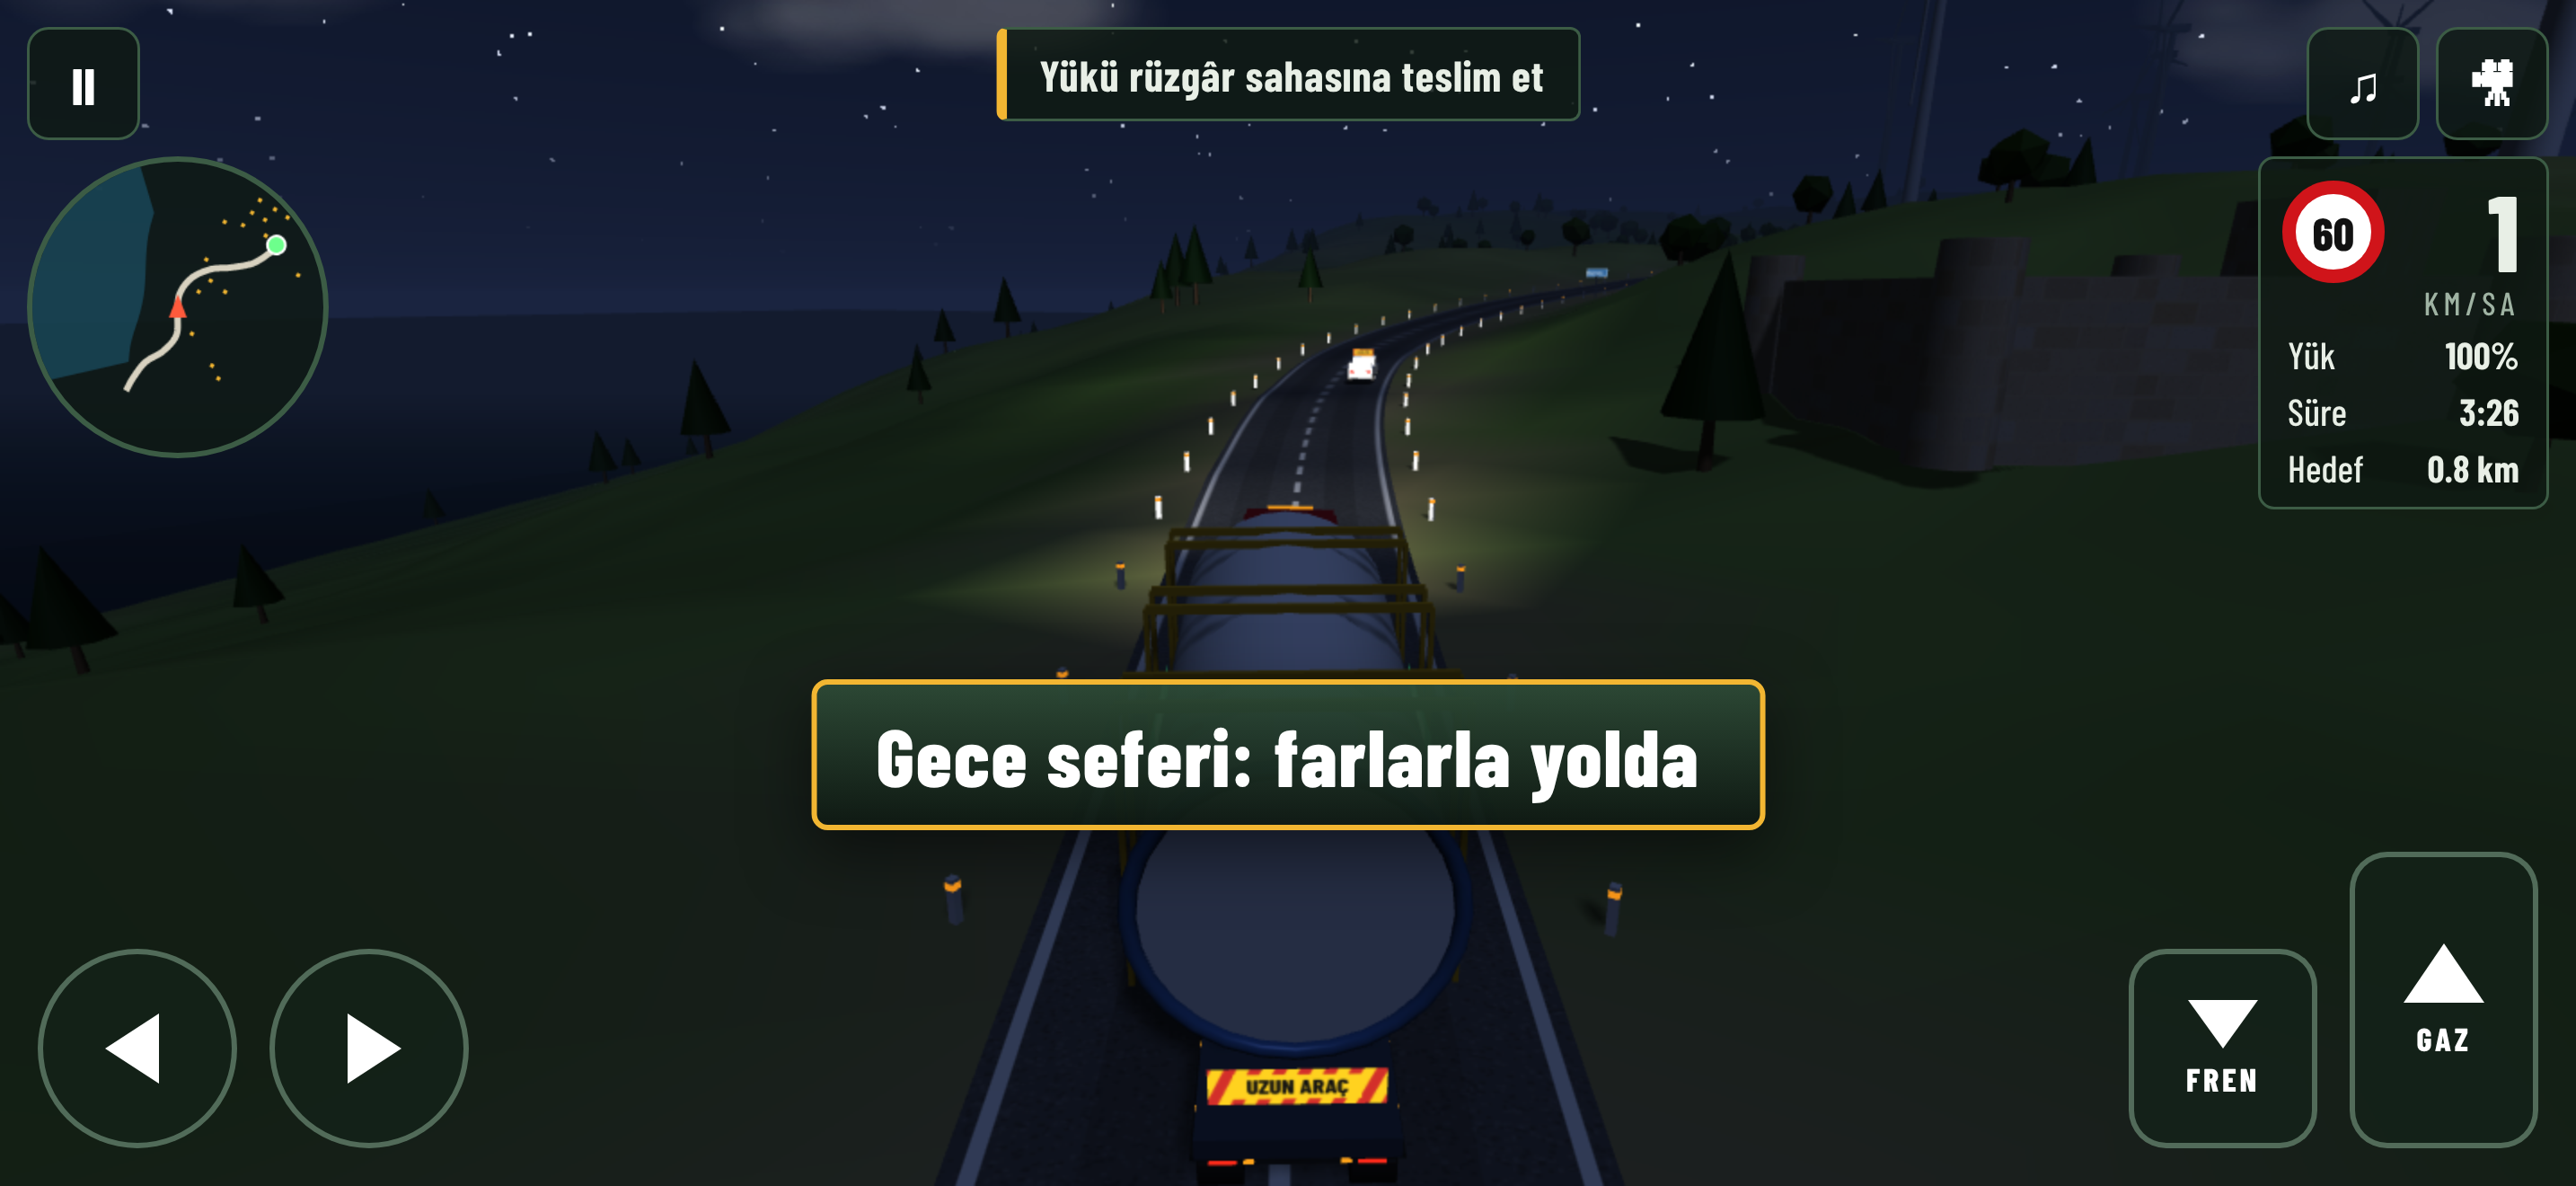 Yükü rüzgâr sahasına teslim et
60
1
KM/SA
Yük 100%
Süre 3:26
Hedef 0.8 km
Gece seferi: farlarla yolda
UZUN ARAÇ
FREN
GAZ